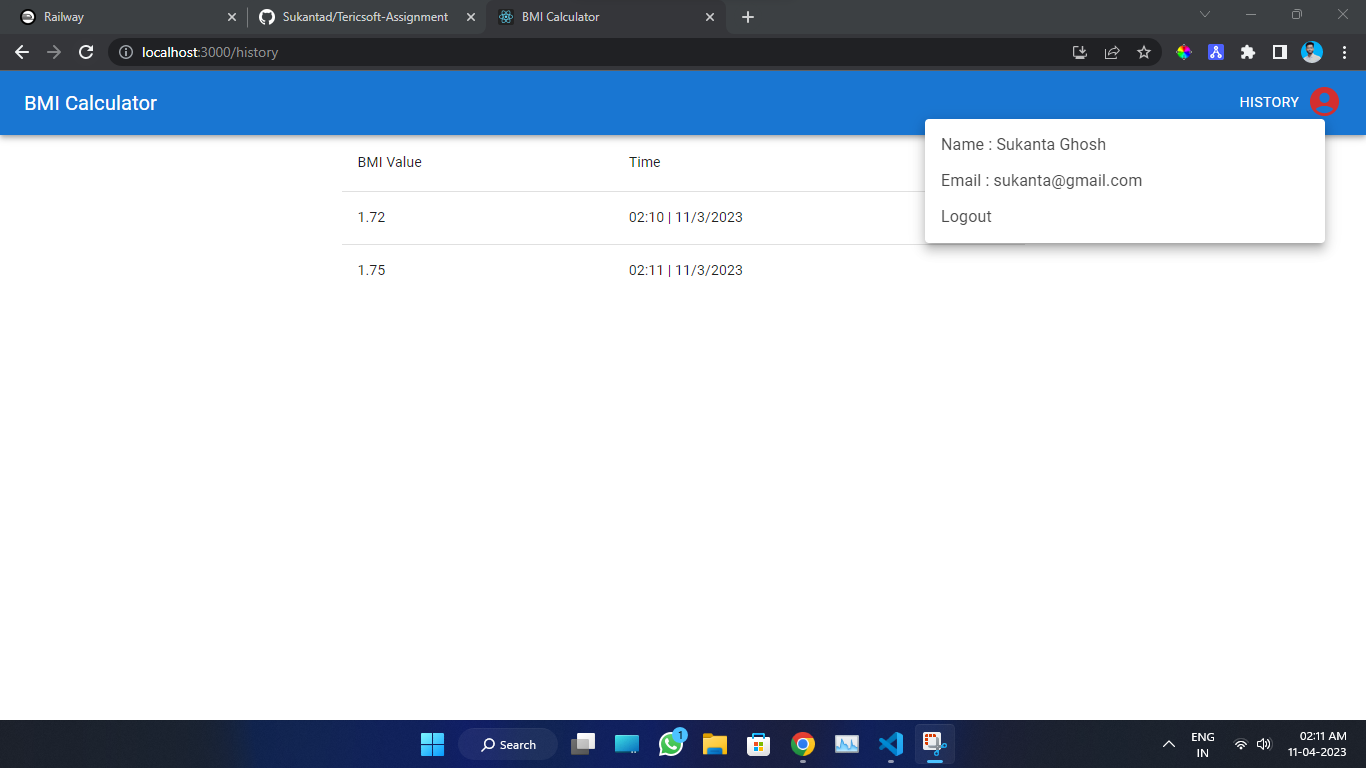 Railway
Sukantad/Tericsoft-Assignment
BMI Calculator
localhost:3000/history
BMI Calculator
HISTORY
Name : Sukanta Ghosh
Email : sukanta@gmail.com
Logout
BMI Value Time
1.72 02:10 | 11/3/2023
1.75 02:11 | 11/3/2023
Search
1
ENG
IN
02:11 AM
11-04-2023